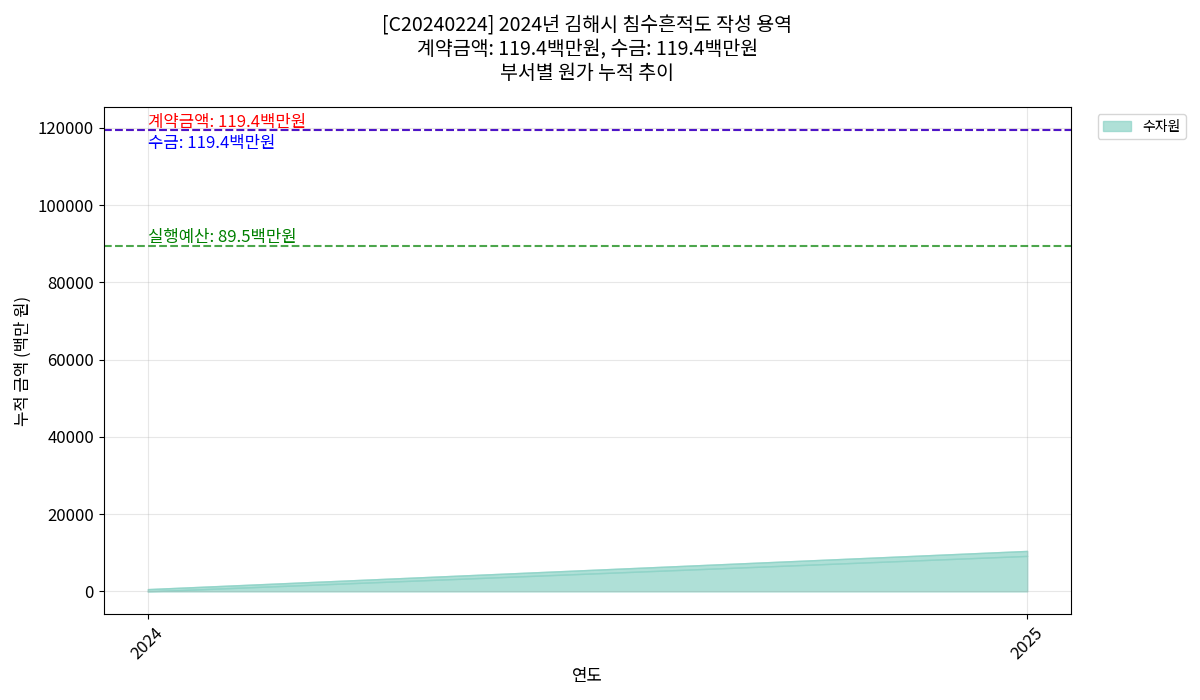 [C20240224] 2024년 김해시 침수흔적도 작성 용역
계약금액: 119.4백만원, 수금: 119.4백만원
부서별 원가 누적 추이
계약금액: 119.4백만원
수금: 119.4백만원
실행예산: 89.5백만원
수자원
누적 금액 (백만 원)
120000
100000
80000
60000
40000
20000
0
2024
2025
연도